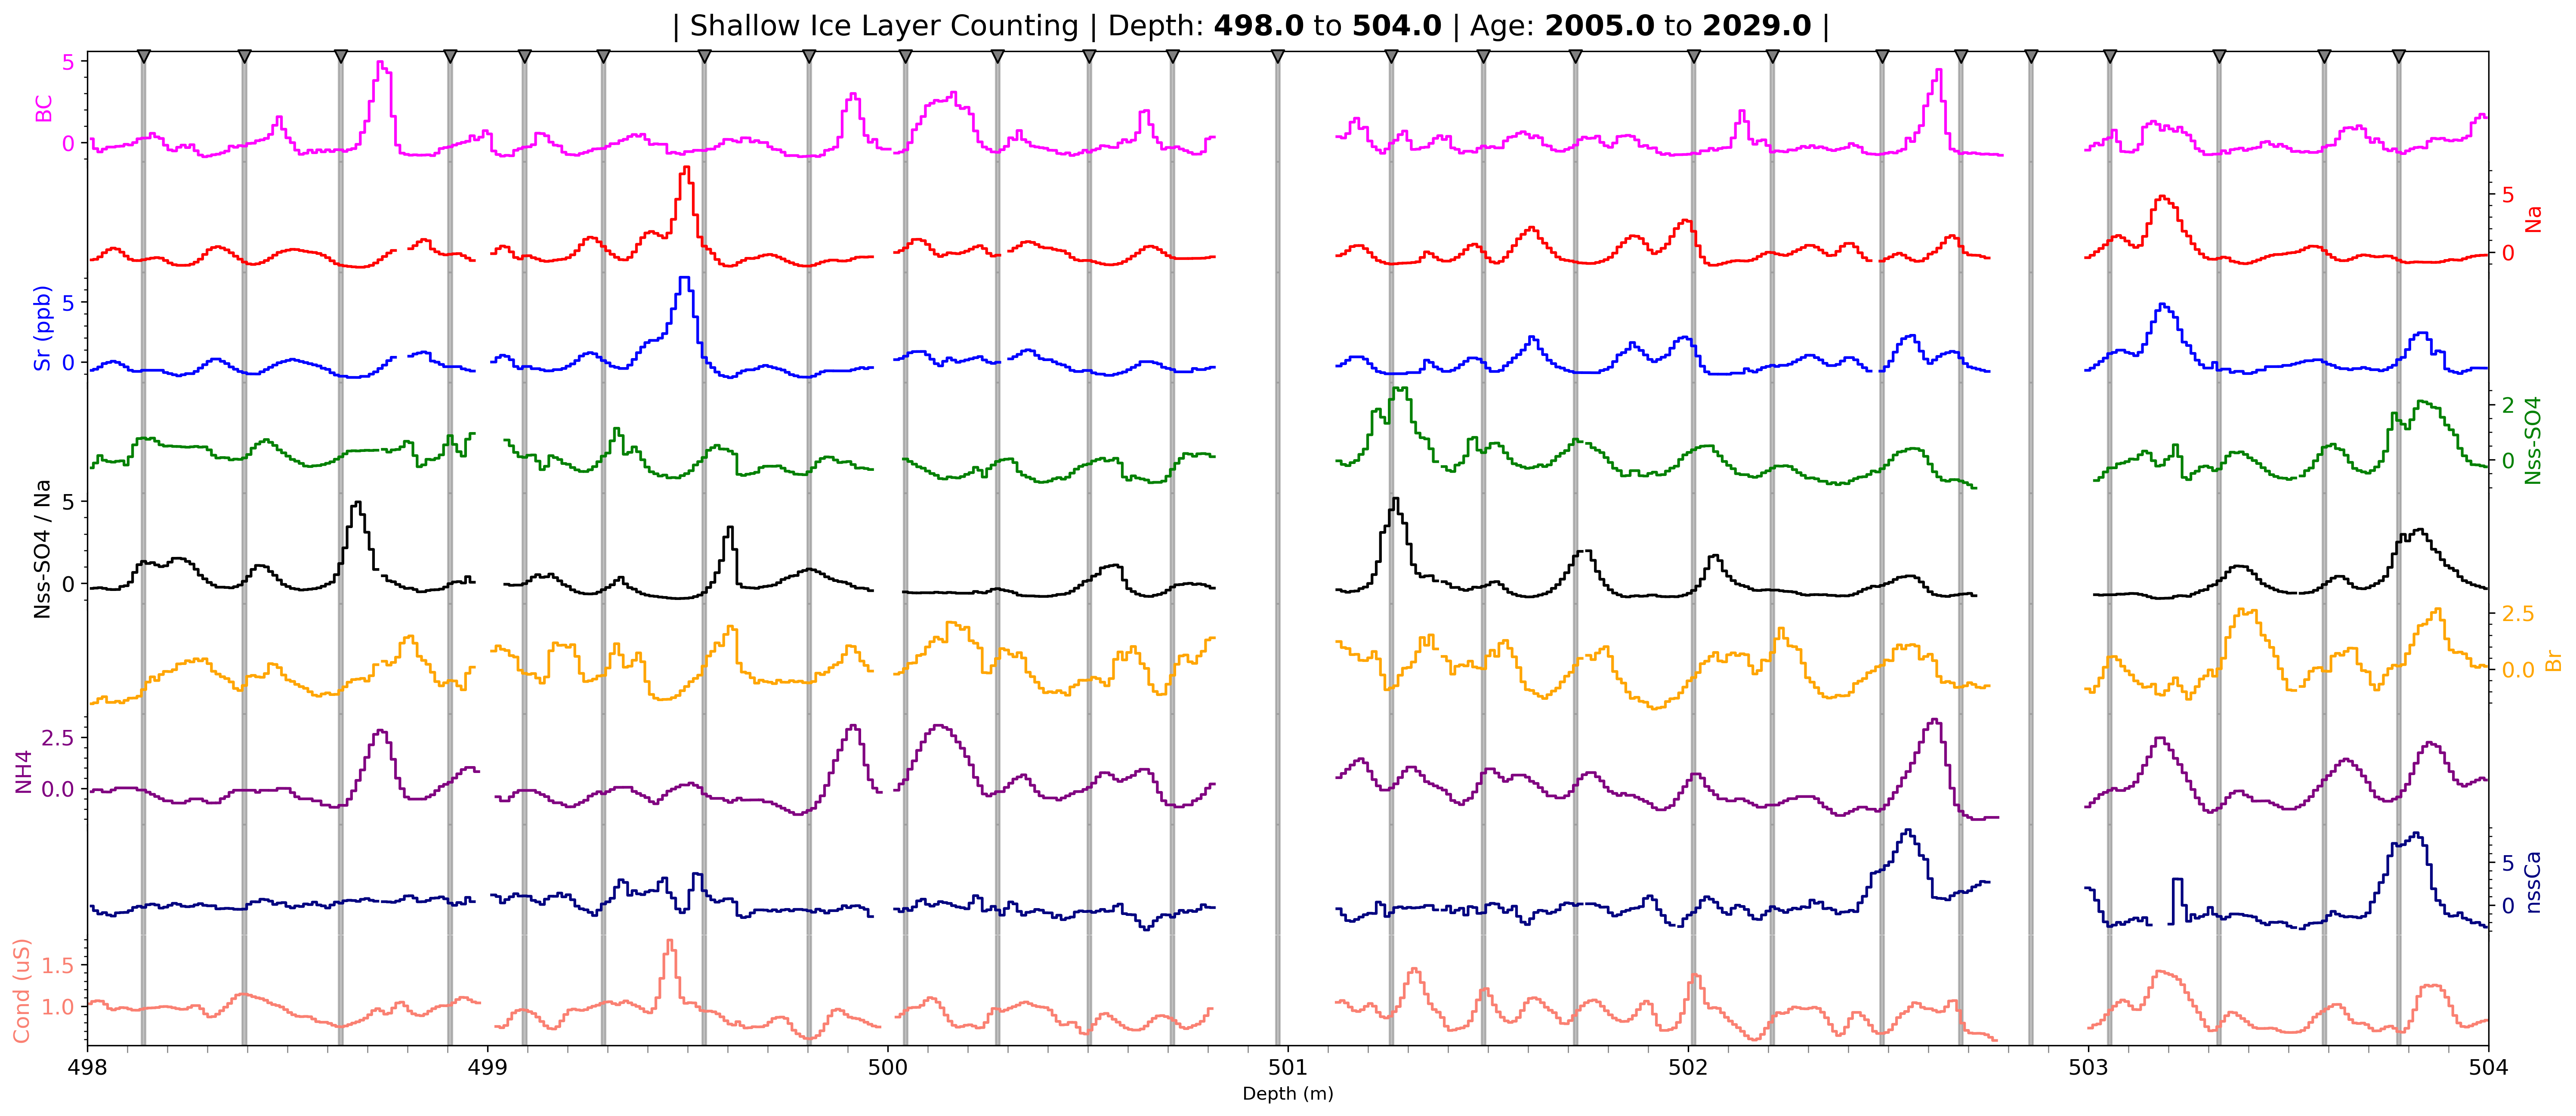 | Shallow Ice Layer Counting | Depth: 498.0 to 504.0 | Age: 2005.0 to 2029.0 |
BC
5
0
Na
5
0
Sr (ppb)
5
0
Nss-SO4
2
0
Nss-SO4 / Na
5
0
Br
2.5
0.0
NH4
2.5
0.0
nssCa
5
0
Cond (uS)
1.5
1.0
498 499 500 501 502 503 504
Depth (m)